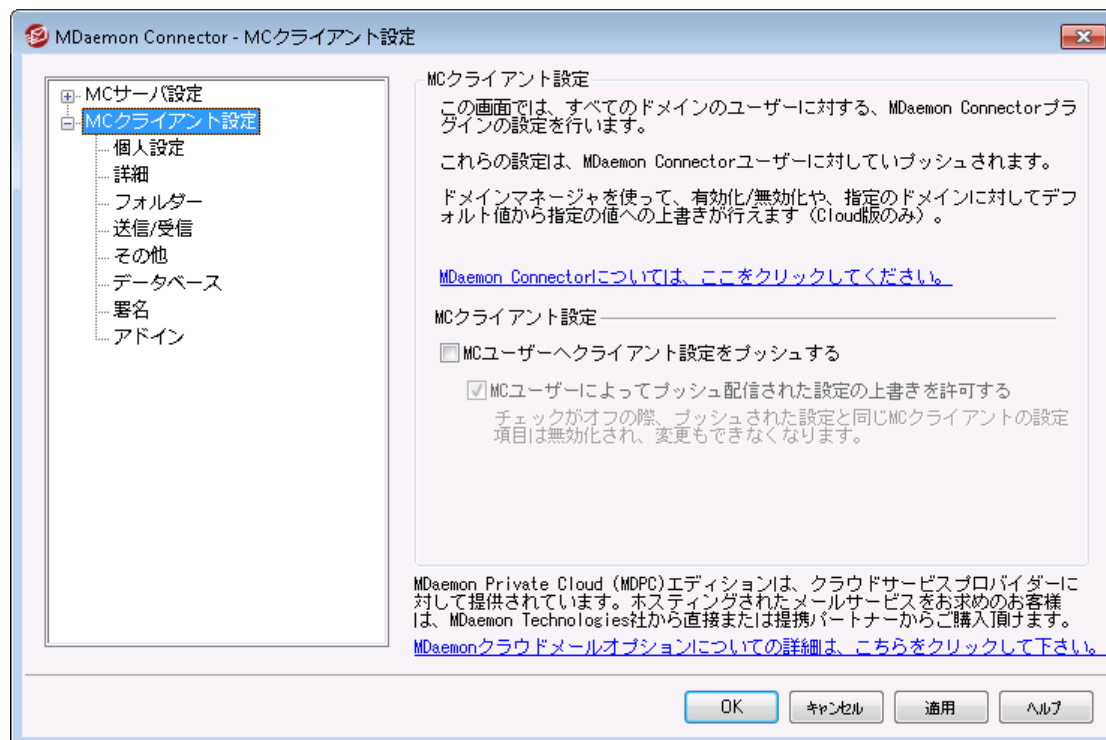 MDaemon Connector - MCクライアント設定
MCサーバ設定
MCクライアント設定
個人設定
詳細
フォルダー
送信/受信
その他
データベース
署名
アドイン
MCクライアント設定
この画面では、すべてのドメインのユーザーに対する、MDaemon Connectorプラ
グインの設定を行います。
これらの設定は、MDaemon Connectorユーザーに対していプッシュされます。
ドメインマネージャを使って、有効化/無効化や、指定のドメインに対してデフ
ォルト値から指定の値への上書きが行えます（Cloud版のみ）。
MDaemon Connectorについては、ここをクリックしてください。
MCクライアント設定
MCユーザーへクライアント設定をプッシュする
MCユーザーによってプッシュ配信された設定の上書きを許可する
チェックがオフの際、プッシュされた設定と同じMCクライアントの設定
項目は無効化され、変更もできなくなります。
MDaemon Private Cloud (MDPC)エディションは、クラウドサービスプロバイダーに
対して提供されています。ホスティングされたメールサービスをお求めのお客様
は、MDaemon Technologies社から直接または提携パートナーからご購入頂けます。
MDaemonクラウドメールオプションについての詳細は、こちらをクリックして下さい。
OK
キャンセル
適用
ヘルプ